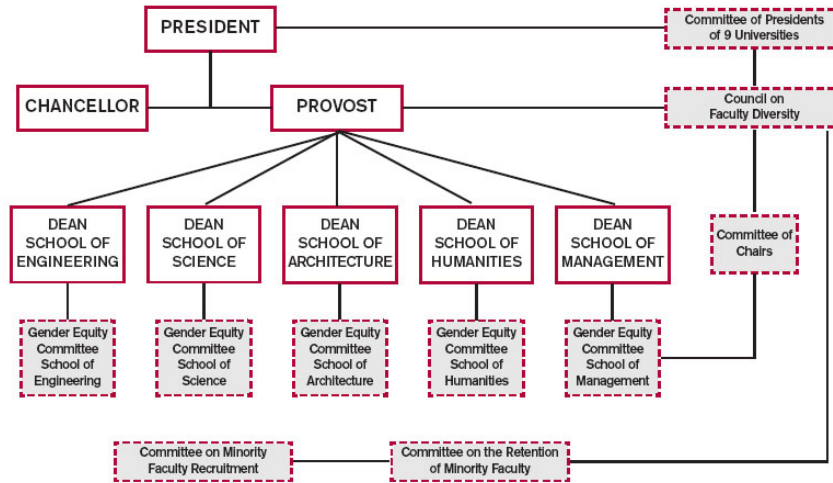 PRESIDENT
Committee of Presidents
of 9 Universities
CHANCELLOR
PROVOST
Council on
Faculty Diversity
DEAN
SCHOOL OF
ENGINEERING
DEAN
SCHOOL OF
SCIENCE
DEAN
SCHOOL OF
ARCHITECTURE
DEAN
SCHOOL OF
HUMANITIES
DEAN
SCHOOL OF
MANAGEMENT
Committee of
Chairs
Gender Equity
Committee
School of
Engineering
Gender Equity
Committee
School of
Science
Gender Equity
Committee
School of
Architecture
Gender Equity
Committee
School of
Humanities
Gender Equity
Committee
School of
Management
Committee on Minority
Faculty Recruitment
Committee on the Retention
of Minority Faculty